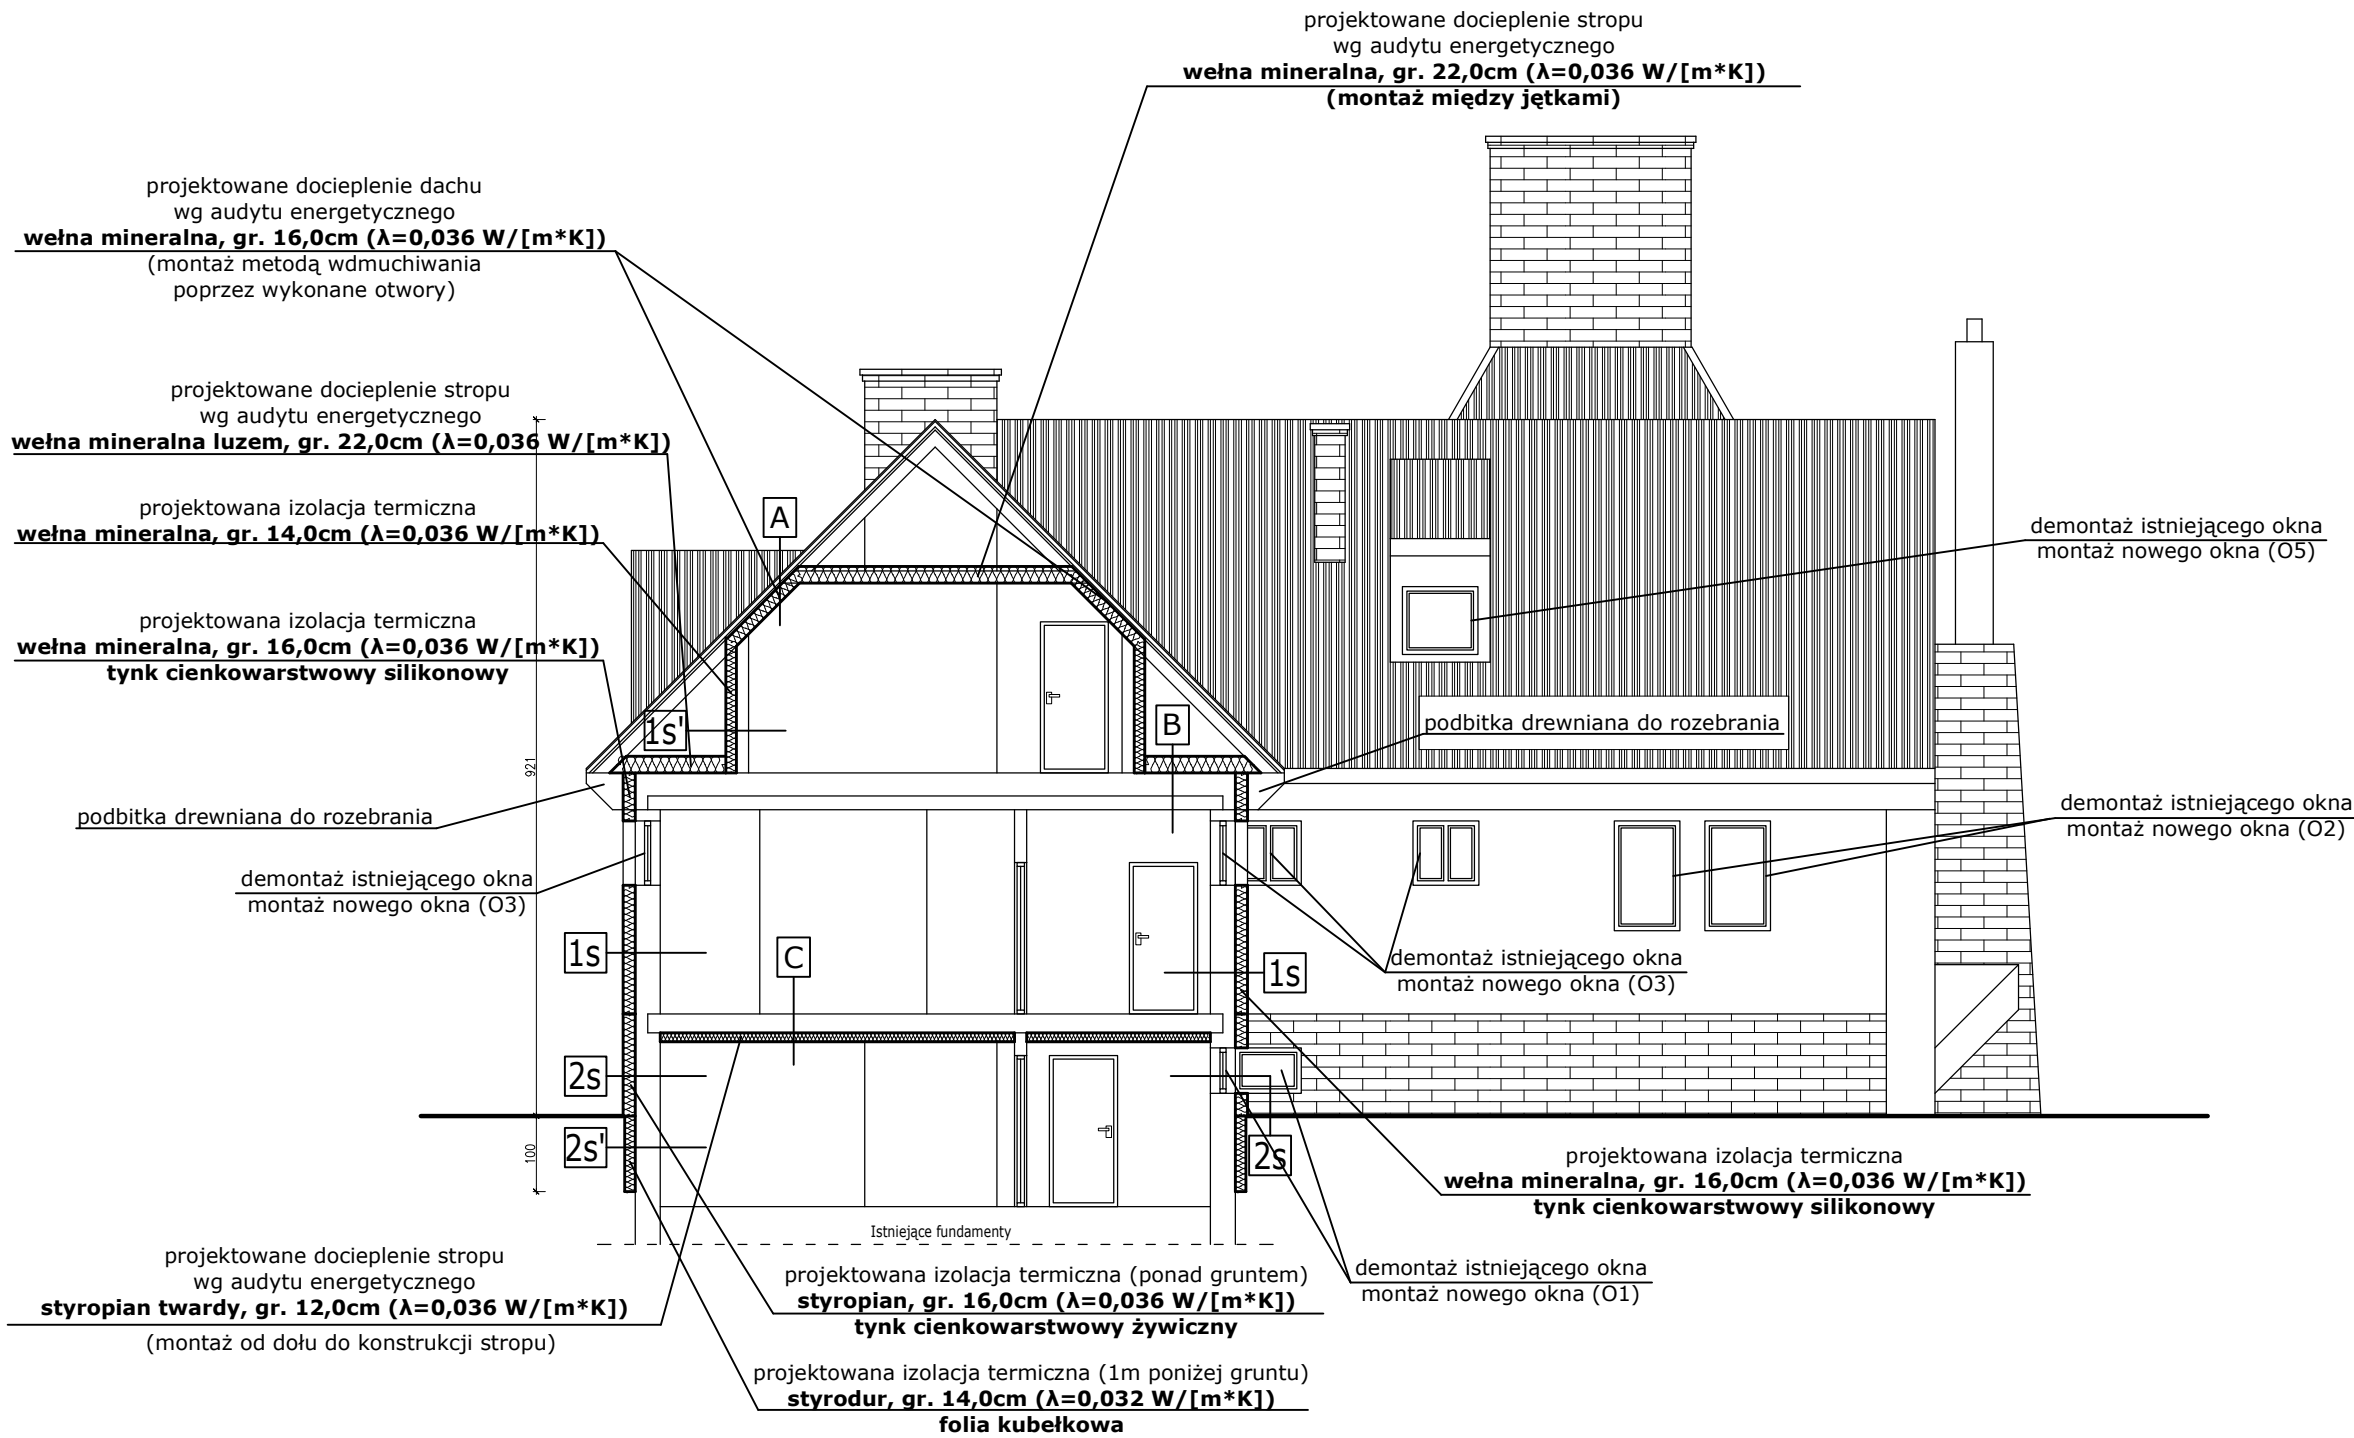 projektowane docieplenie stropu
wg audytu energetycznego
wełna mineralna, gr. 22,0cm (λ=0,036 W/[m*K])
(montaż między jętkami)
projektowane docieplenie dachu
wg audytu energetycznego
wełna mineralna, gr. 16,0cm (λ=0,036 W/[m*K])
(montaż metodą wdmuchiwania
poprzez wykonane otwory)
projektowane docieplenie stropu
wg audytu energetycznego
wełna mineralna luzem, gr. 22,0cm (λ=0,036 W/[m*K])
projektowana izolacja termiczna
wełna mineralna, gr. 14,0cm (λ=0,036 W/[m*K])
A
demontaż istniejącego okna
montaż nowego okna (O5)
projektowana izolacja termiczna
wełna mineralna, gr. 16,0cm (λ=0,036 W/[m*K])
tynk cienkowarstwowy silikonowy
1s'
B
podbitka drewniana do rozebrania
921
podbitka drewniana do rozebrania
demontaż istniejącego okna
montaż nowego okna (O2)
demontaż istniejącego okna
montaż nowego okna (O3)
1s
C
1s
demontaż istniejącego okna
montaż nowego okna (O3)
2s
2s'
100
2s
projektowana izolacja termiczna
wełna mineralna, gr. 16,0cm (λ=0,036 W/[m*K])
tynk cienkowarstwowy silikonowy
Istniejące fundamenty
projektowane docieplenie stropu
wg audytu energetycznego
styropian twardy, gr. 12,0cm (λ=0,036 W/[m*K])
(montaż od dołu do konstrukcji stropu)
projektowana izolacja termiczna (ponad gruntem)
styropian, gr. 16,0cm (λ=0,036 W/[m*K])
tynk cienkowarstwowy żywiczny
demontaż istniejącego okna
montaż nowego okna (O1)
projektowana izolacja termiczna (1m poniżej gruntu)
styrodur, gr. 14,0cm (λ=0,032 W/[m*K])
folia kubełkowa